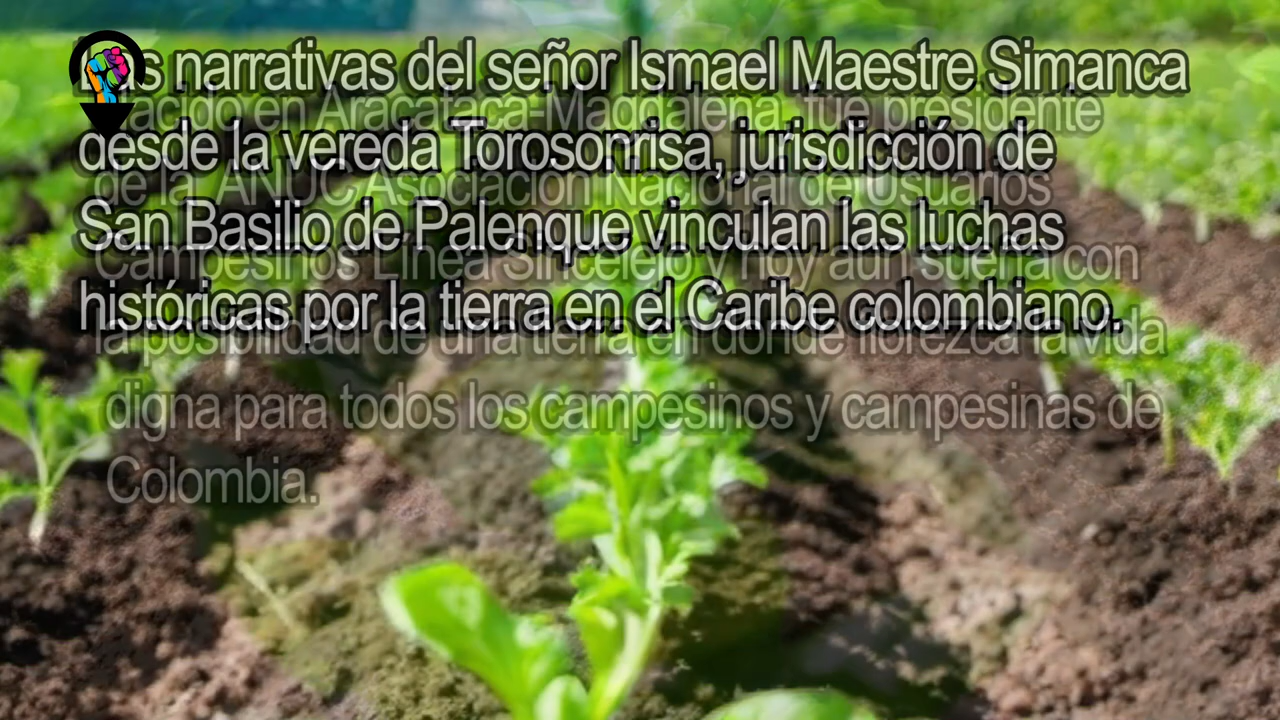 Las narrativas del señor Ismael Maestre Simanca
desde la vereda Torosonrisa, jurisdicción de
San Basilio de Palenque vinculan las luchas
históricas por la tierra en el Caribe colombiano.
nacido en Aracataca Magdalena, fue presidente
de la ANUC Asociación Nacional de Usuarios
Campesinos Línea Sincelejo y hoy aun sueña con
la posibilidad de una tierra donde florezca la vida
digna para todos los campesinos y campesinas de
Colombia.